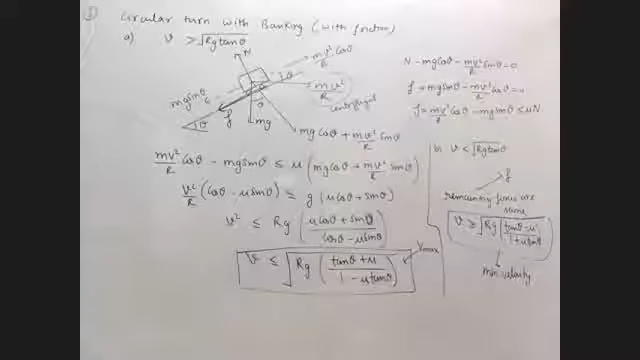 ① Circular turn with Banking (with friction)
a) v > √Rg tanθ
N
mv²/R cosθ
θ
mv²/R
centrifugal
mg sinθ
f
θ
θ
mg
mg cosθ + mv²/R sinθ
N - mg cosθ - mv²/R sinθ = 0
f + mg sinθ - mv²/R cosθ = 0
f = mv²/R cosθ - mg sinθ ≤ μN
mv²/R cosθ - mg sinθ ≤ μ (mg cosθ + mv²/R sinθ)
v²/R (cosθ - μ sinθ) ≤ g (μ cosθ + sinθ)
v² ≤ Rg ( μ cosθ + sinθ / cosθ - μ sinθ )
v ≤ √Rg ( tanθ + μ / 1 - μ tanθ )
Vmax
b) v < √Rg tanθ
f
remaining forces are
same
v ≥ √Rg ( tanθ - μ / 1 + μ tanθ )
min velocity